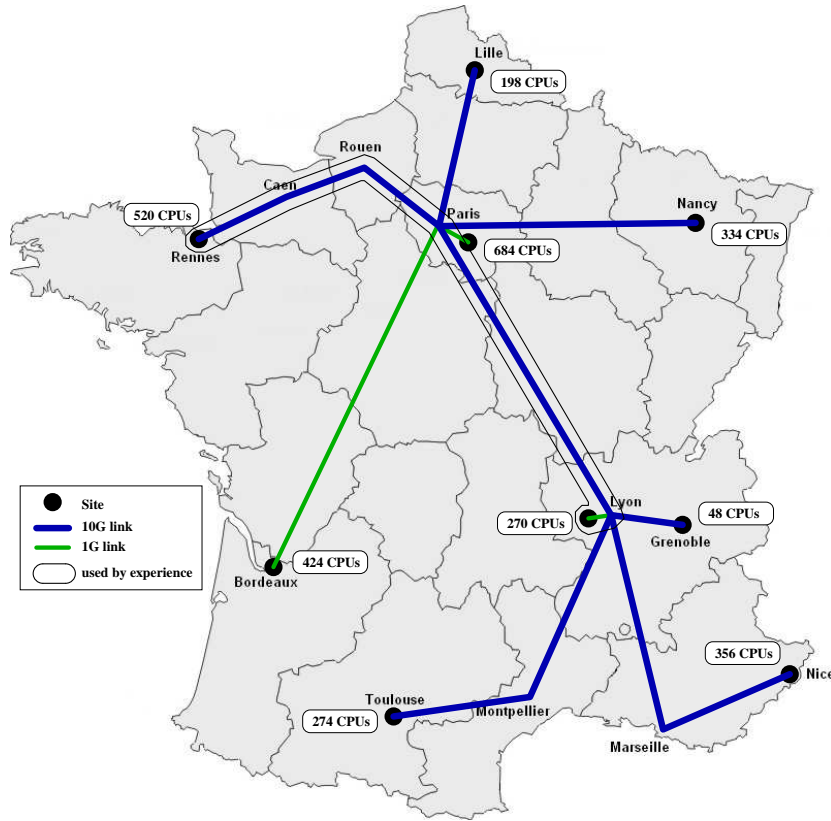 Lille
198 CPUs
Rouen
Caen
520 CPUs
Rennes
Paris
684 CPUs
Nancy
334 CPUs
Lyon
270 CPUs
48 CPUs
Grenoble
Site
10G link
1G link
used by experience
424 CPUs
Bordeaux
356 CPUs
Nice
Toulouse
274 CPUs
Montpellier
Marseille